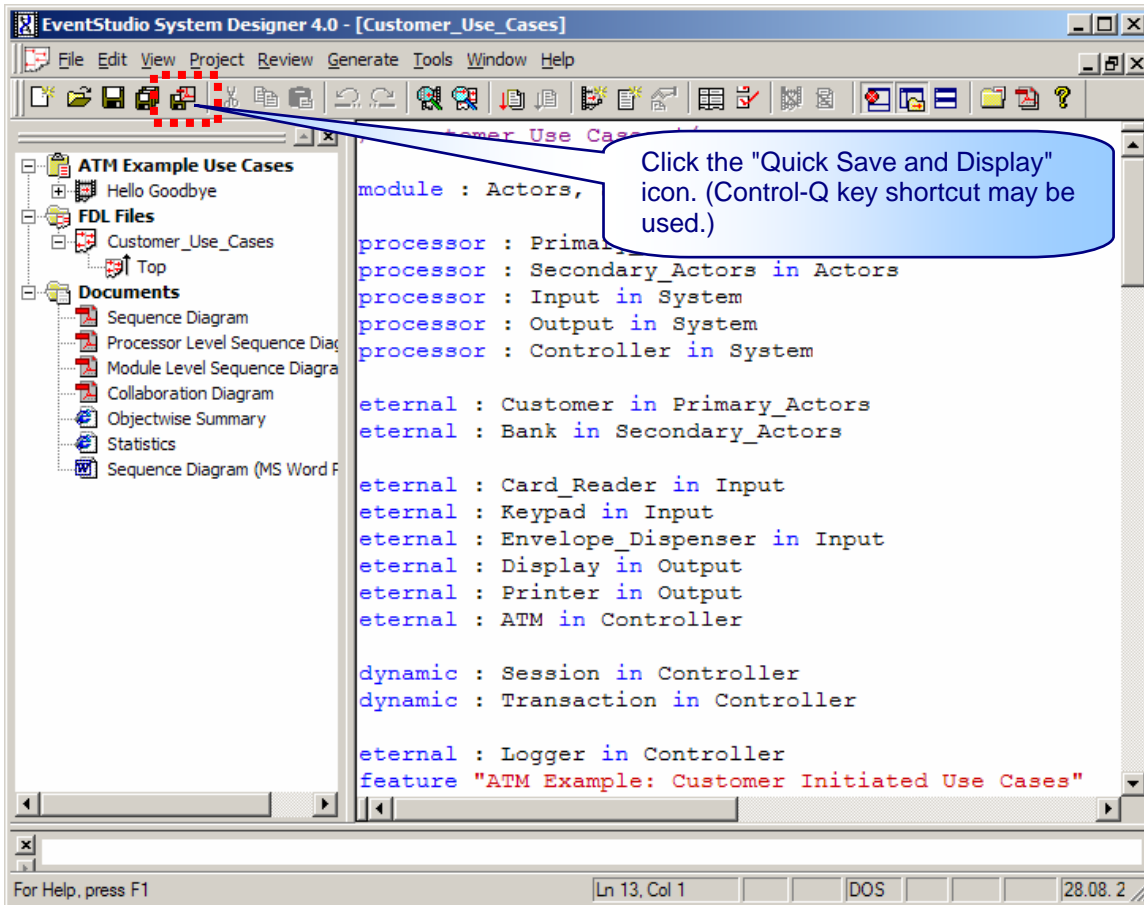 EventStudio System Designer 4.0 - [Customer_Use_Cases]
File Edit View Project Review Generate Tools Window Help
Click the "Quick Save and Display"
icon. (Control-Q key shortcut may be
used.)
ATM Example Use Cases
Hello Goodbye
FDL Files
Customer_Use_Cases
Top
Documents
Sequence Diagram
Processor Level Sequence Diag
Module Level Sequence Diagra
Collaboration Diagram
Objectwise Summary
Statistics
Sequence Diagram (MS Word F
Use Cas
module : Actors,
processor : Primary_
processor : Secondary_Actors in Actors
processor : Input in System
processor : Output in System
processor : Controller in System
eternal : Customer in Primary_Actors
eternal : Bank in Secondary_Actors
eternal : Card_Reader in Input
eternal : Keypad in Input
eternal : Envelope_Dispenser in Input
eternal : Display in Output
eternal : Printer in Output
eternal : ATM in Controller
dynamic : Session in Controller
dynamic : Transaction in Controller
eternal : Logger in Controller
feature "ATM Example: Customer Initiated Use Cases"
For Help, press F1
Ln 13, Col 1
DOS
28.08. 2